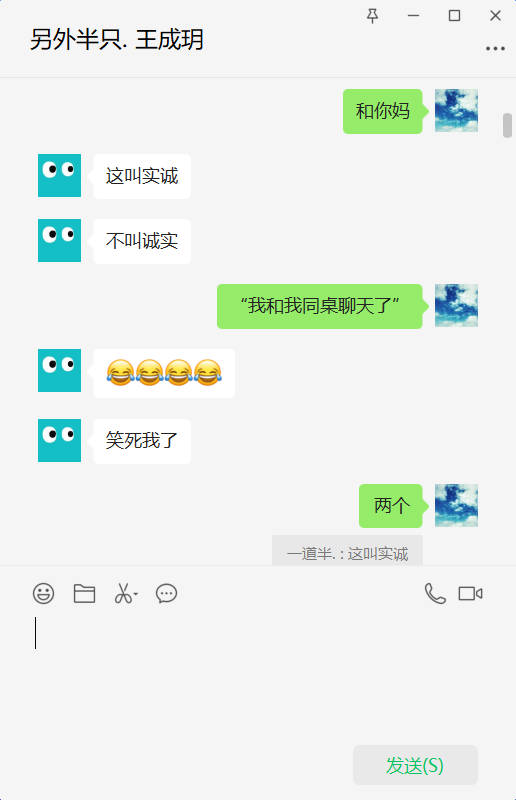 另外半只. 王成玥
和你妈
这叫实诚
不叫诚实
“我和我同桌聊天了”
😂😂😂😂
笑死我了
两个
一道半. : 这叫实诚
发送(S)